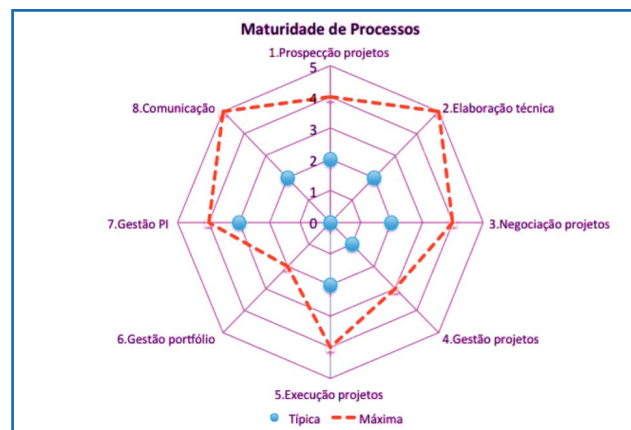 Maturidade de Processos
1.Prospecção projetos
5
8.Comunicação
2.Elaboração técnica
4
3
2
1
7.Gestão PI
0
3.Negociação projetos
6.Gestão portfólio
4.Gestão projetos
5.Execução projetos
Típica
Máxima